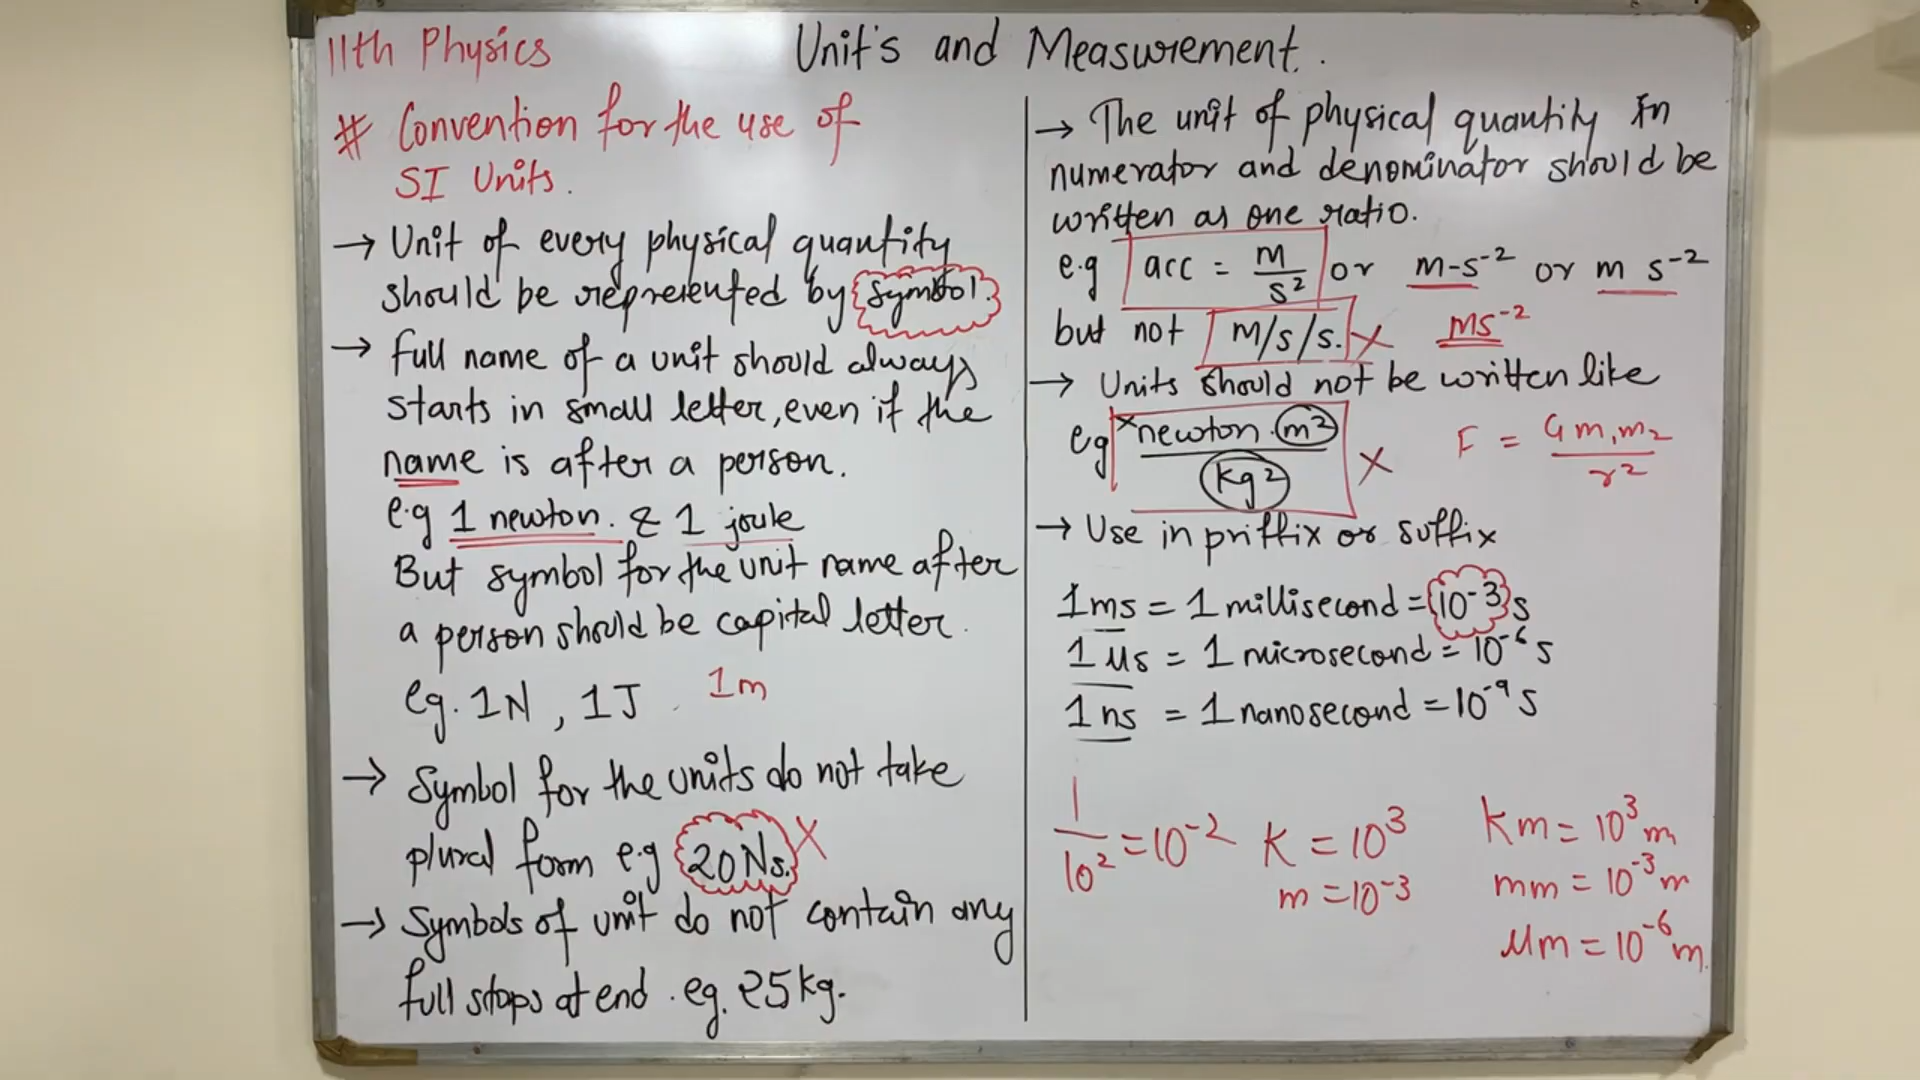 11th Physics
Unit's and Measurement.
# Convention for the use of
SI Units.
→ Unit of every physical quantity
should be represented by symbol.
→ full name of a unit should always
starts in small letter, even if the
name is after a person.
e.g 1 newton. & 1 joule
But symbol for the unit name after
a person should be capital letter.
eg. 1N , 1J . 1m
→ Symbol for the units do not take
plural form e.g 20Ns. X
→ Symbols of unit do not contain any
full stops at end . eg. 25kg.
→ The unit of physical quantity In
numerator and denominator should be
written as one ratio.
e.g acc = m/s² or m-s⁻² or m s⁻²
but not m/s/s. X ms⁻²
→ Units should not be written like
eg x newton · m² / kg² X F = G m₁m₂ / r²
→ Use in priffix or suffix
1ms = 1 millisecond = 10⁻³ s
1 μs = 1 microsecond = 10⁻⁶ s
1 ns = 1 nanosecond = 10⁻⁹ s
1/10² = 10⁻² K = 10³ Km = 10³ m
m = 10⁻³ mm = 10⁻³ m
μm = 10⁻⁶ m.